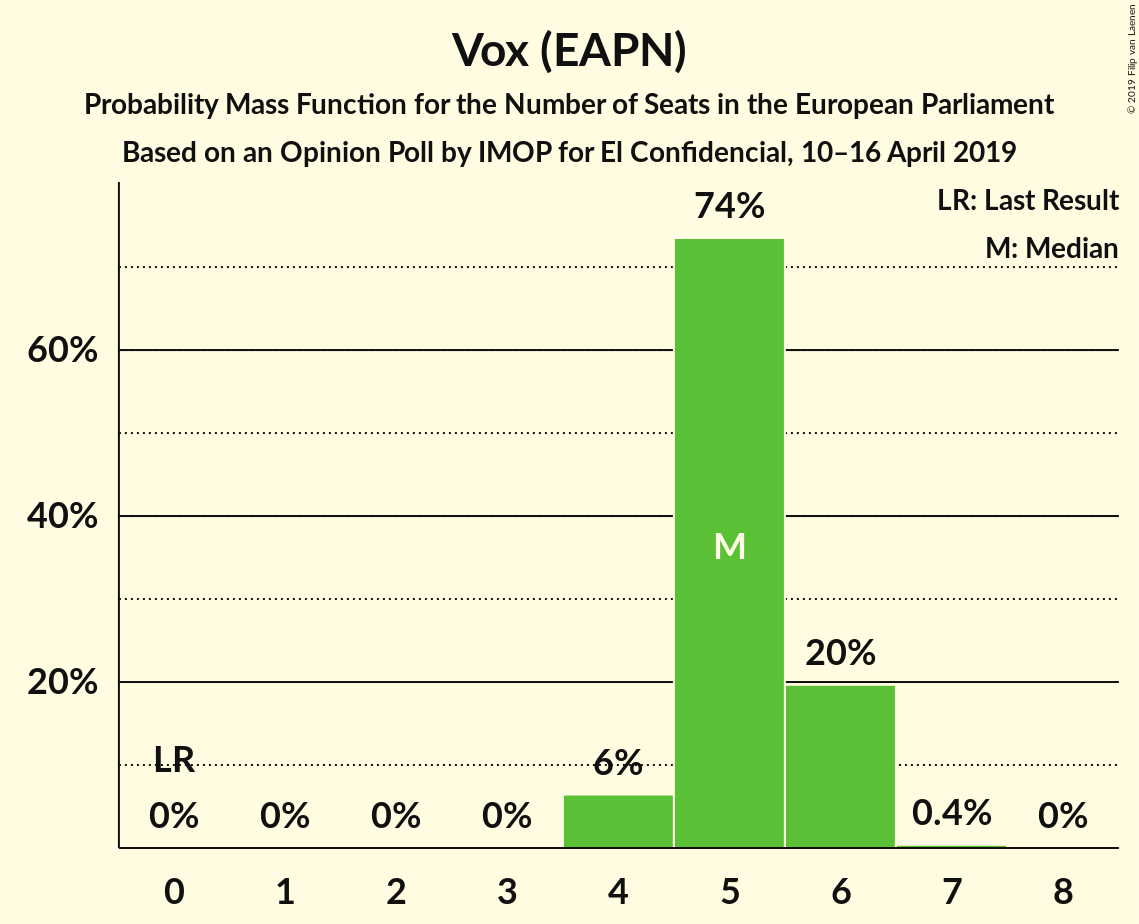 Vox (EAPN)
Probability Mass Function for the Number of Seats in the European Parliament
Based on an Opinion Poll by IMOP for El Confidencial, 10–16 April 2019
© 2019 Filip van Laenen
LR: Last Result
M: Median
74%
60%
40%
M
20%
20%
LR
6%
0% 0% 0% 0% 0.4% 0%
0 1 2 3 4 5 6 7 8